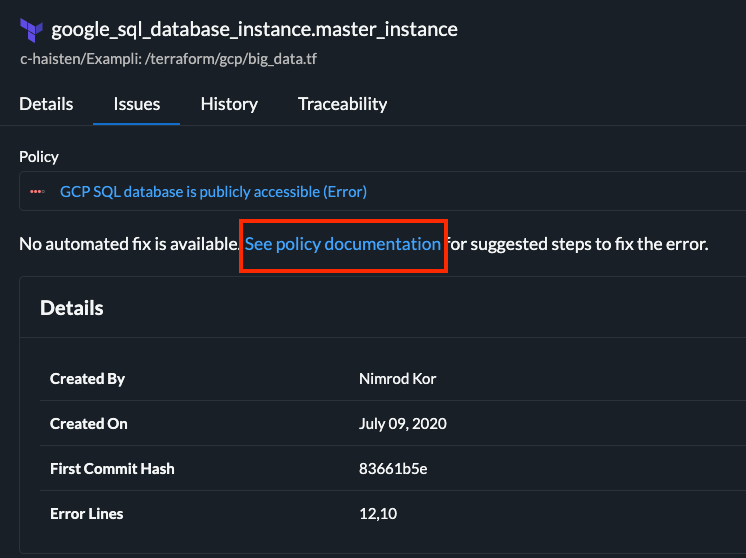 google_sql_database_instance.master_instance
c-haisten/Exampli: /terraform/gcp/big_data.tf
Details Issues History Traceability
Policy
GCP SQL database is publicly accessible (Error)
No automated fix is available. See policy documentation for suggested steps to fix the error.
Details
Created By Nimrod Kor
Created On July 09, 2020
First Commit Hash 83661b5e
Error Lines 12,10